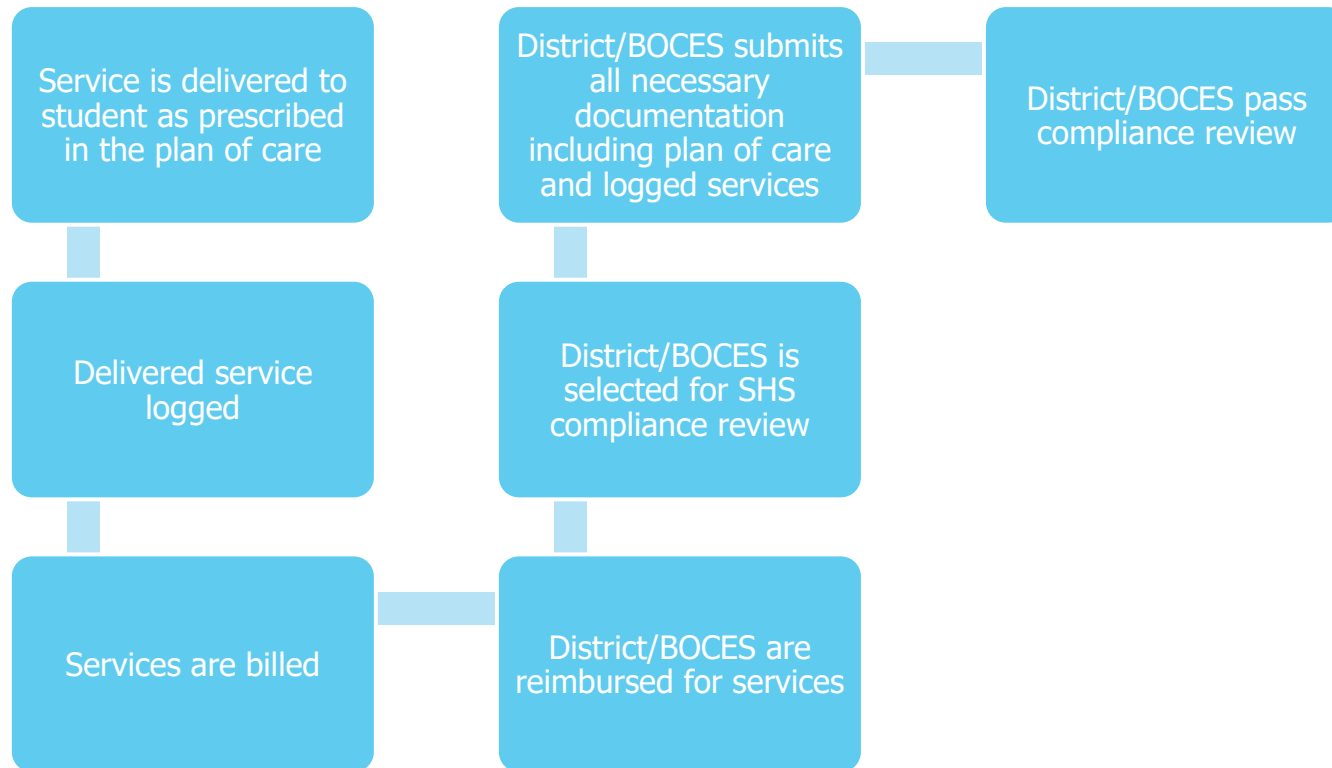 Service is delivered to
student as prescribed
in the plan of care
Delivered service
logged
Services are billed
District/BOCES are
reimbursed for services
District/BOCES is
selected for SHS
compliance review
District/BOCES submits
all necessary
documentation
including plan of care
and logged services
District/BOCES pass
compliance review